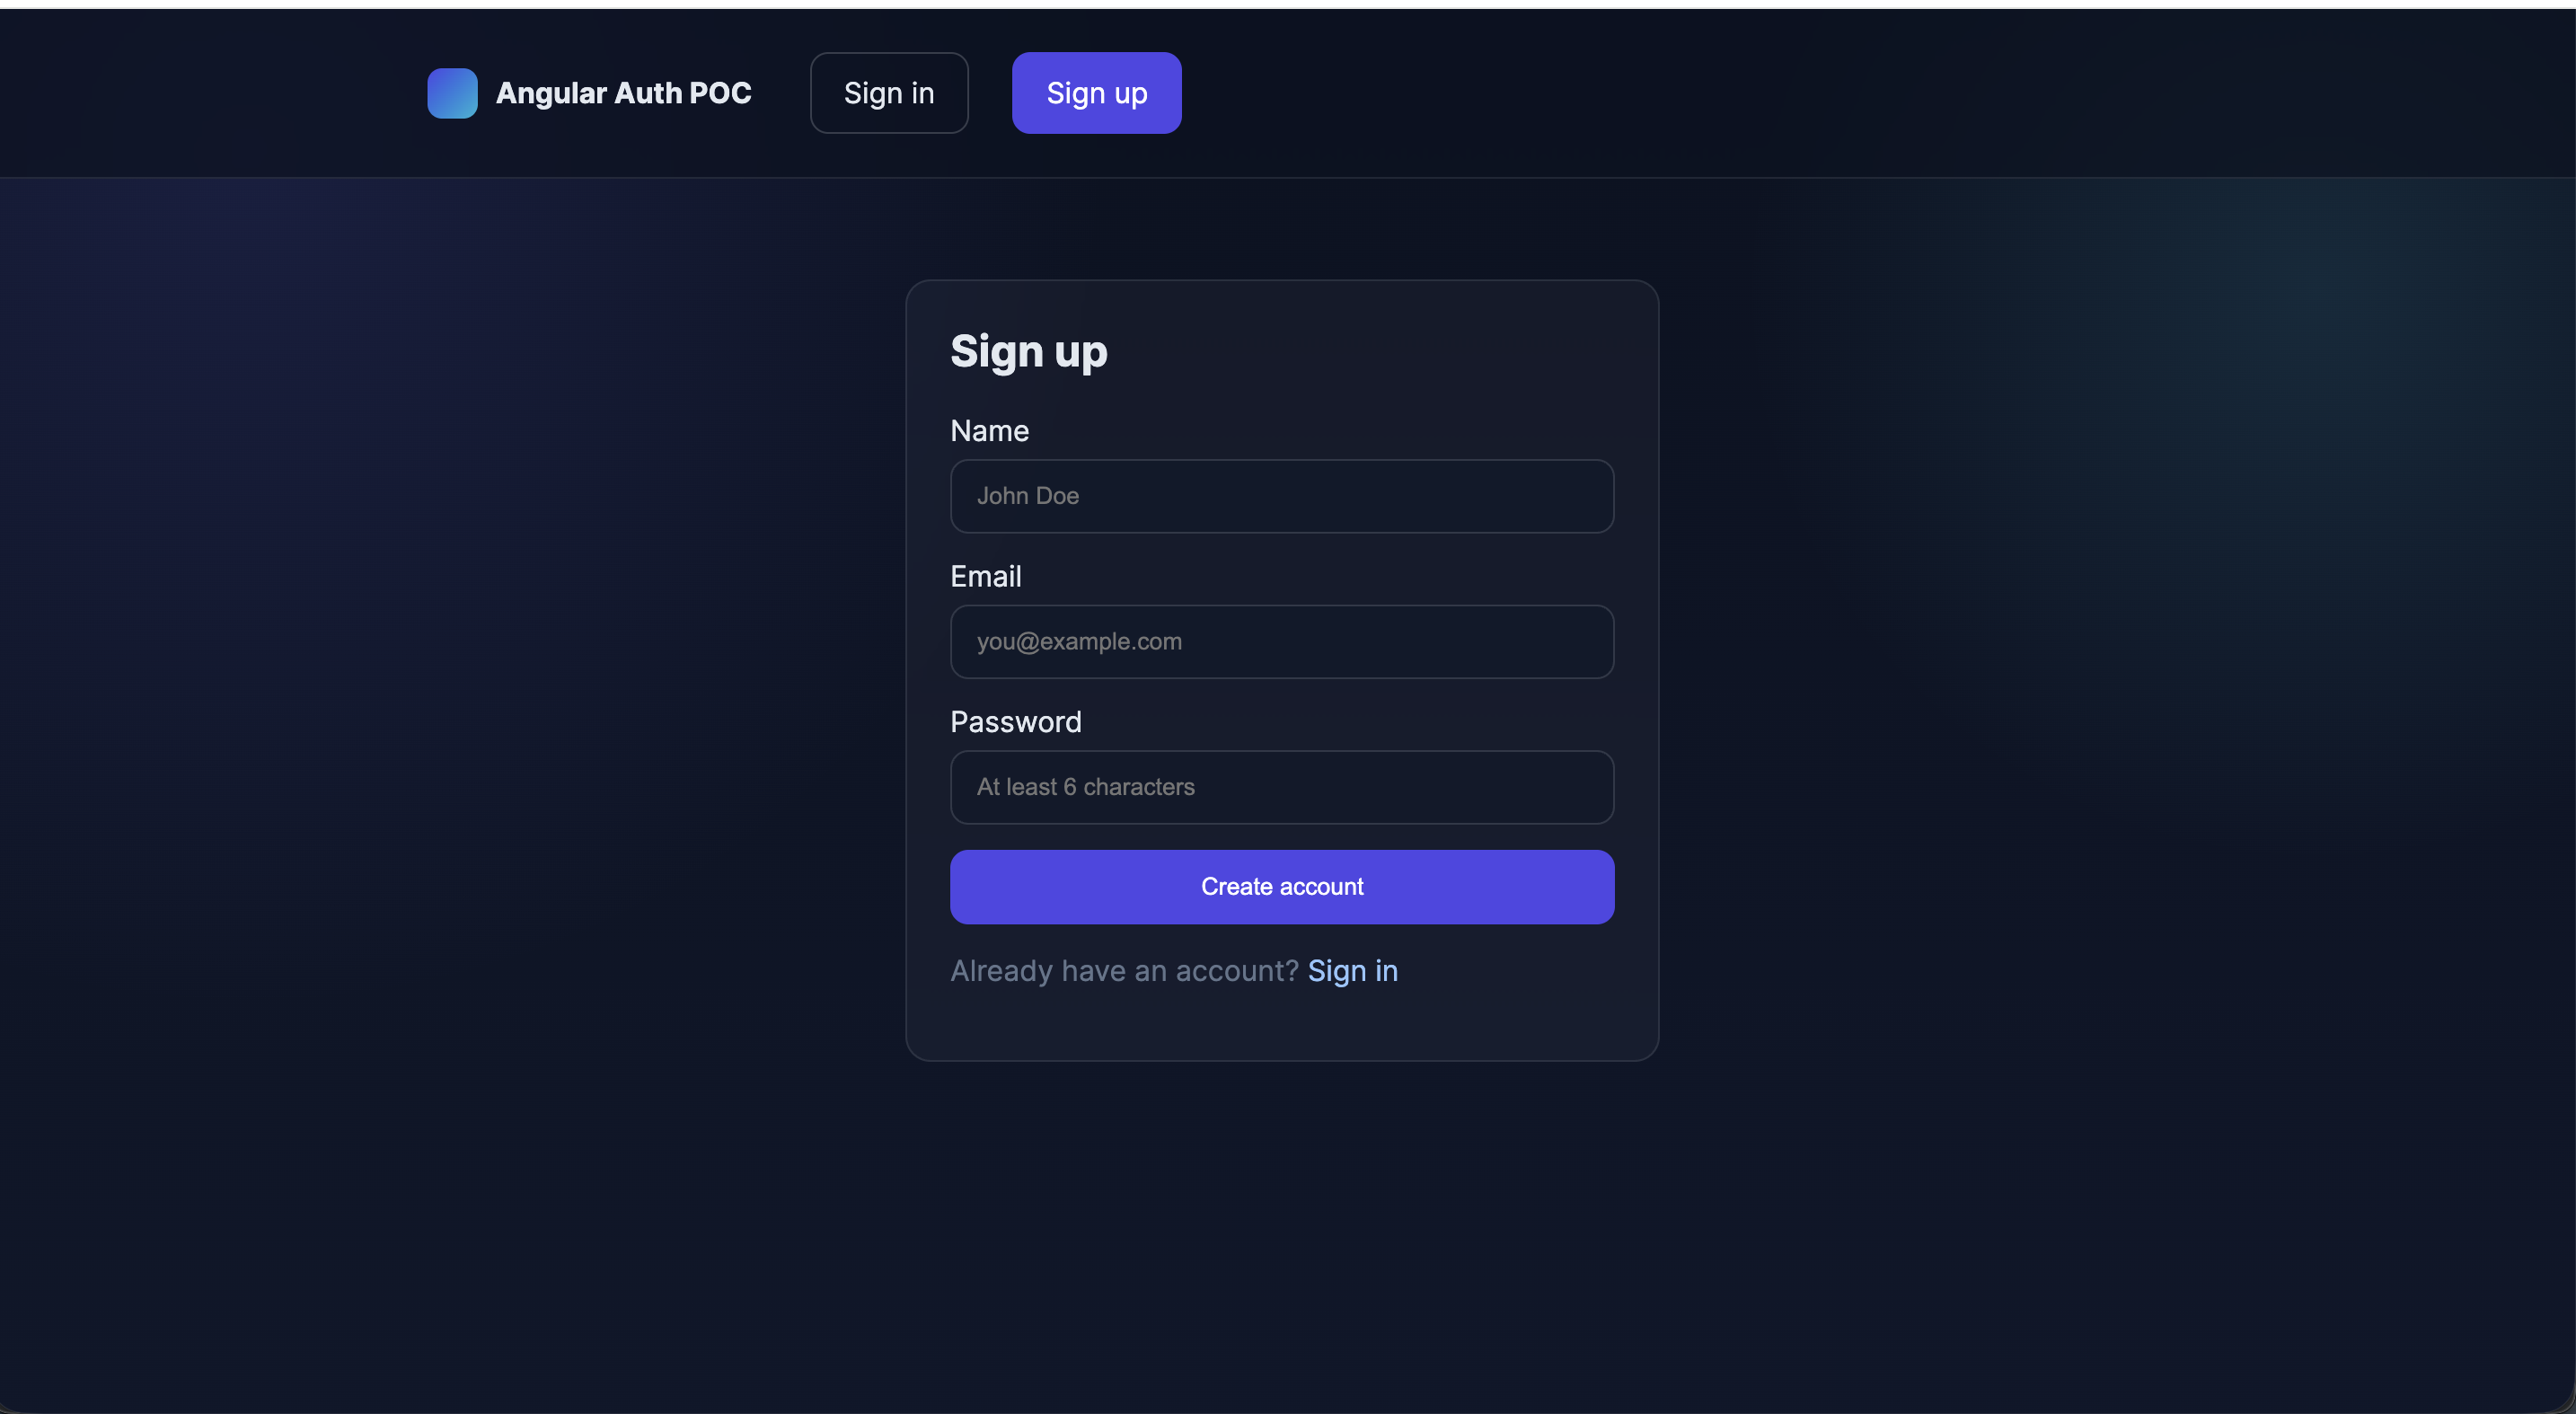 Angular Auth POC
Sign in
Sign up
Sign up
Name
John Doe
Email
you@example.com
Password
At least 6 characters
Create account
Already have an account? Sign in